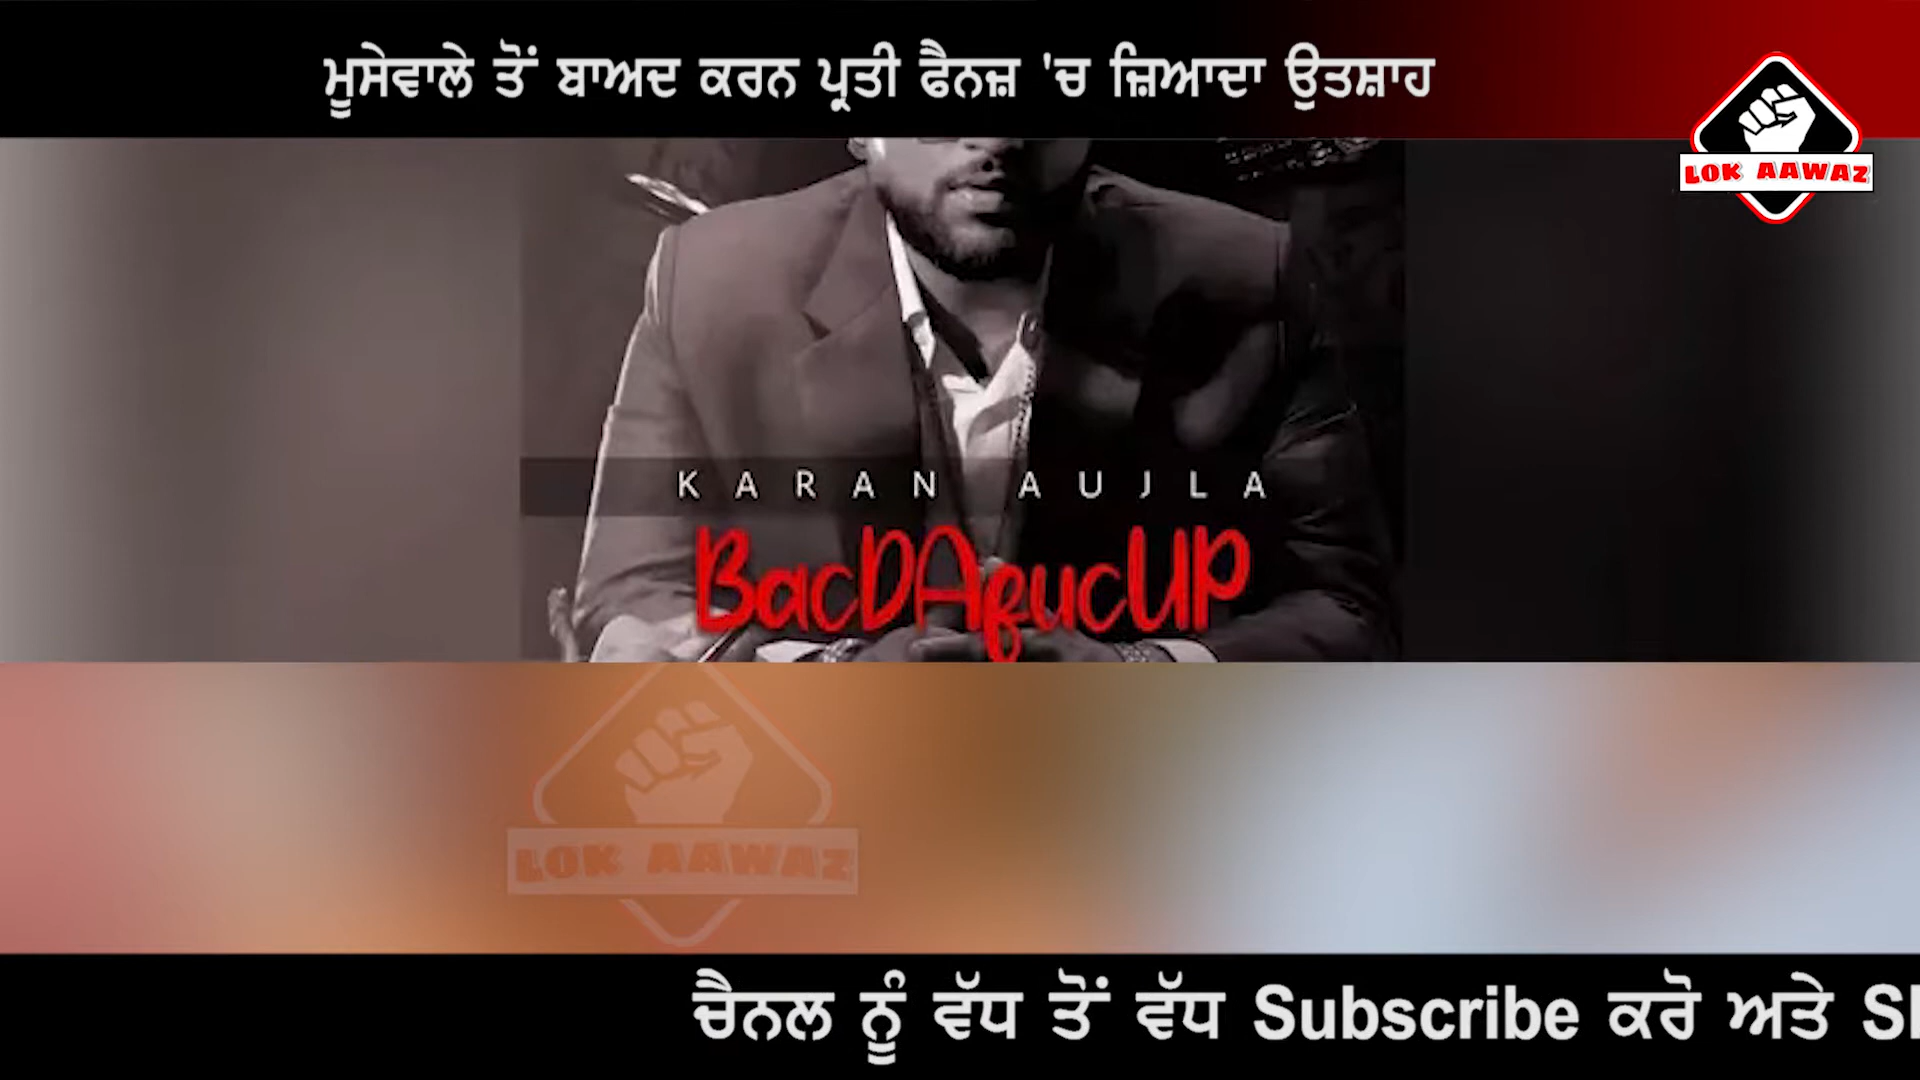 ਮੂਸੇਵਾਲੇ ਤੋਂ ਬਾਅਦ ਕਰਨ ਪ੍ਰਤੀ ਫੈਨਜ਼ 'ਚ ਜ਼ਿਆਦਾ ਉਤਸ਼ਾਹ
LOK AAWAZ
KARAN AUJLA
BacDAfucUP
LOK AAWAZ
ਚੈਨਲ ਨੂੰ ਵੱਧ ਤੋਂ ਵੱਧ Subscribe ਕਰੋ ਅਤੇ